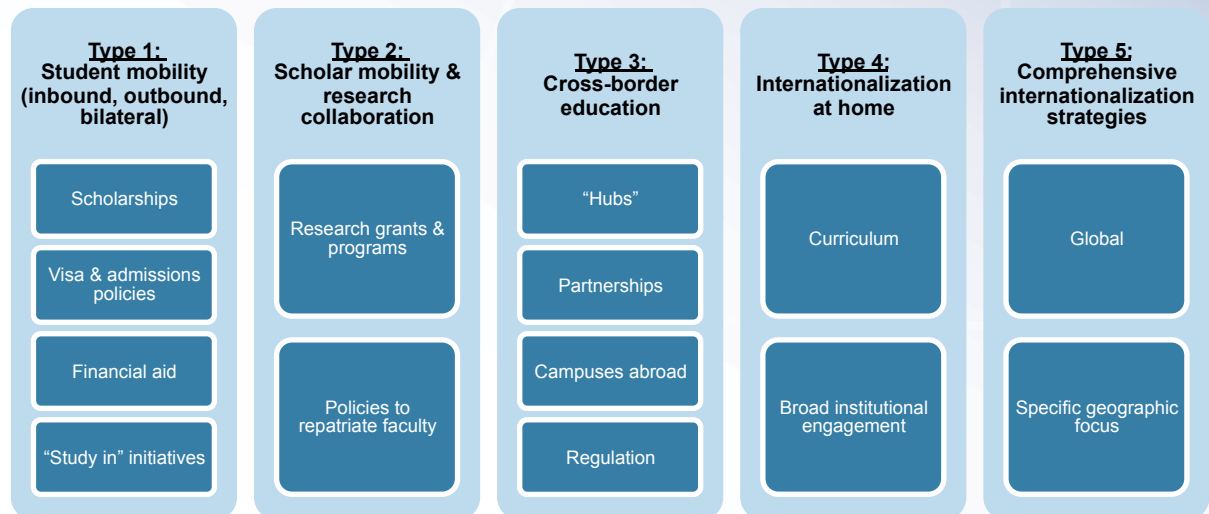 Type 1:
Student mobility
(inbound, outbound,
bilateral)
Scholarships
Visa & admissions
policies
Financial aid
“Study in” initiatives
Type 2:
Scholar mobility &
research
collaboration
Research grants &
programs
Policies to
repatriate faculty
Type 3:
Cross-border
education
“Hubs”
Partnerships
Campuses abroad
Regulation
Type 4:
Internationalization
at home
Curriculum
Broad institutional
engagement
Type 5:
Comprehensive
internationalization
strategies
Global
Specific geographic
focus